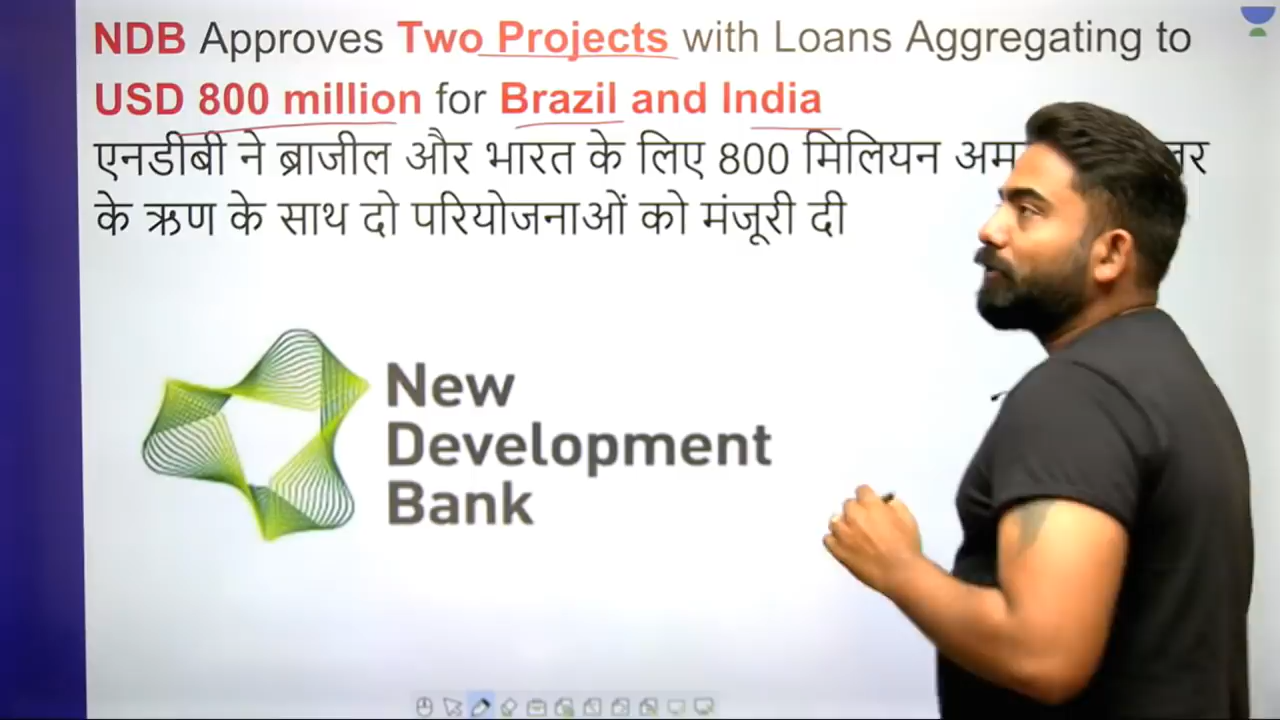 NDB Approves Two Projects with Loans Aggregating to
USD 800 million for Brazil and India
एनडीबी ने ब्राजील और भारत के लिए 800 मिलियन
के ऋण के साथ दो परियोजनाओं को मंजूरी दी
New
Development
Bank